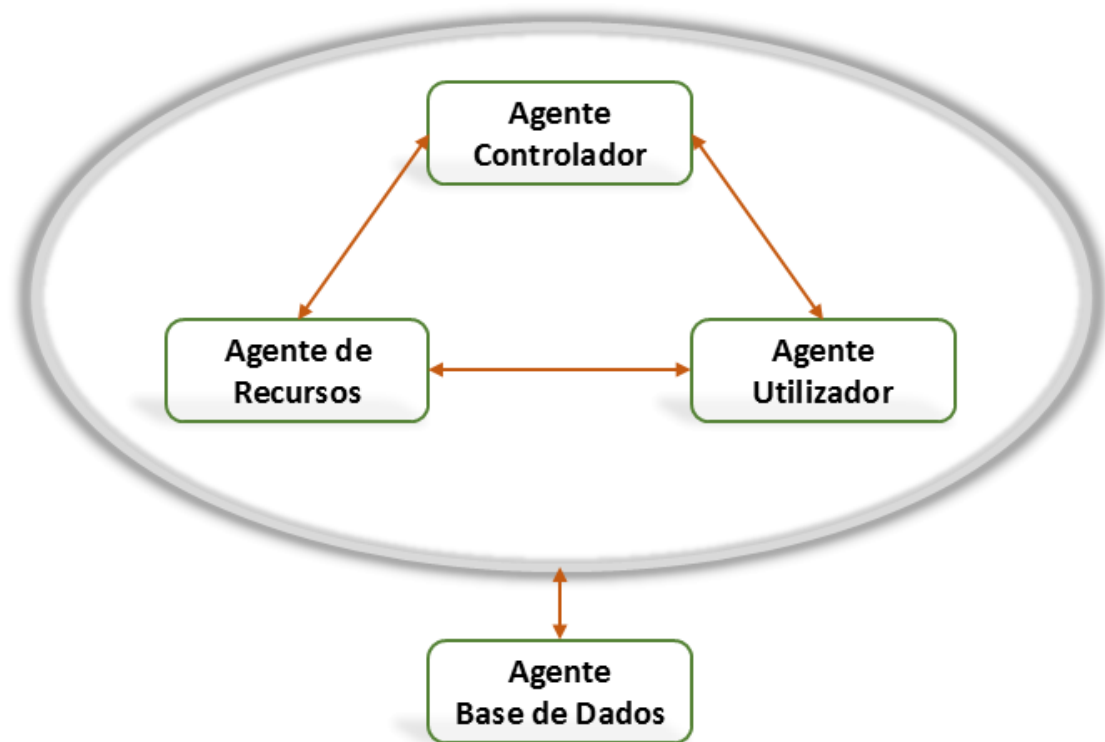 Agente
Controlador
Agente de
Recursos
Agente
Utilizador
Agente
Base de Dados